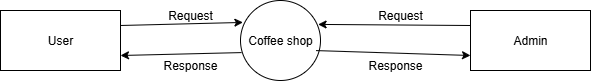 Request
Request
User
Coffee shop
Admin
Response
Response